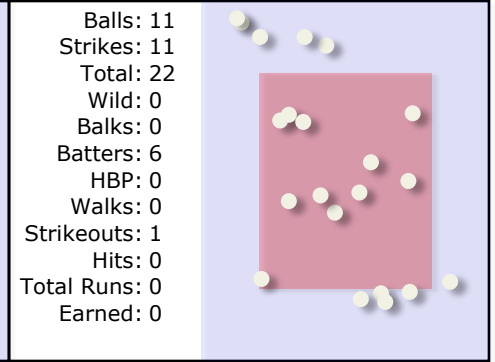 Balls: 11
Strikes: 11
Total: 22
Wild: 0
Balks: 0
Batters: 6
HBP: 0
Walks: 0
Strikeouts: 1
Hits: 0
Total Runs: 0
Earned: 0